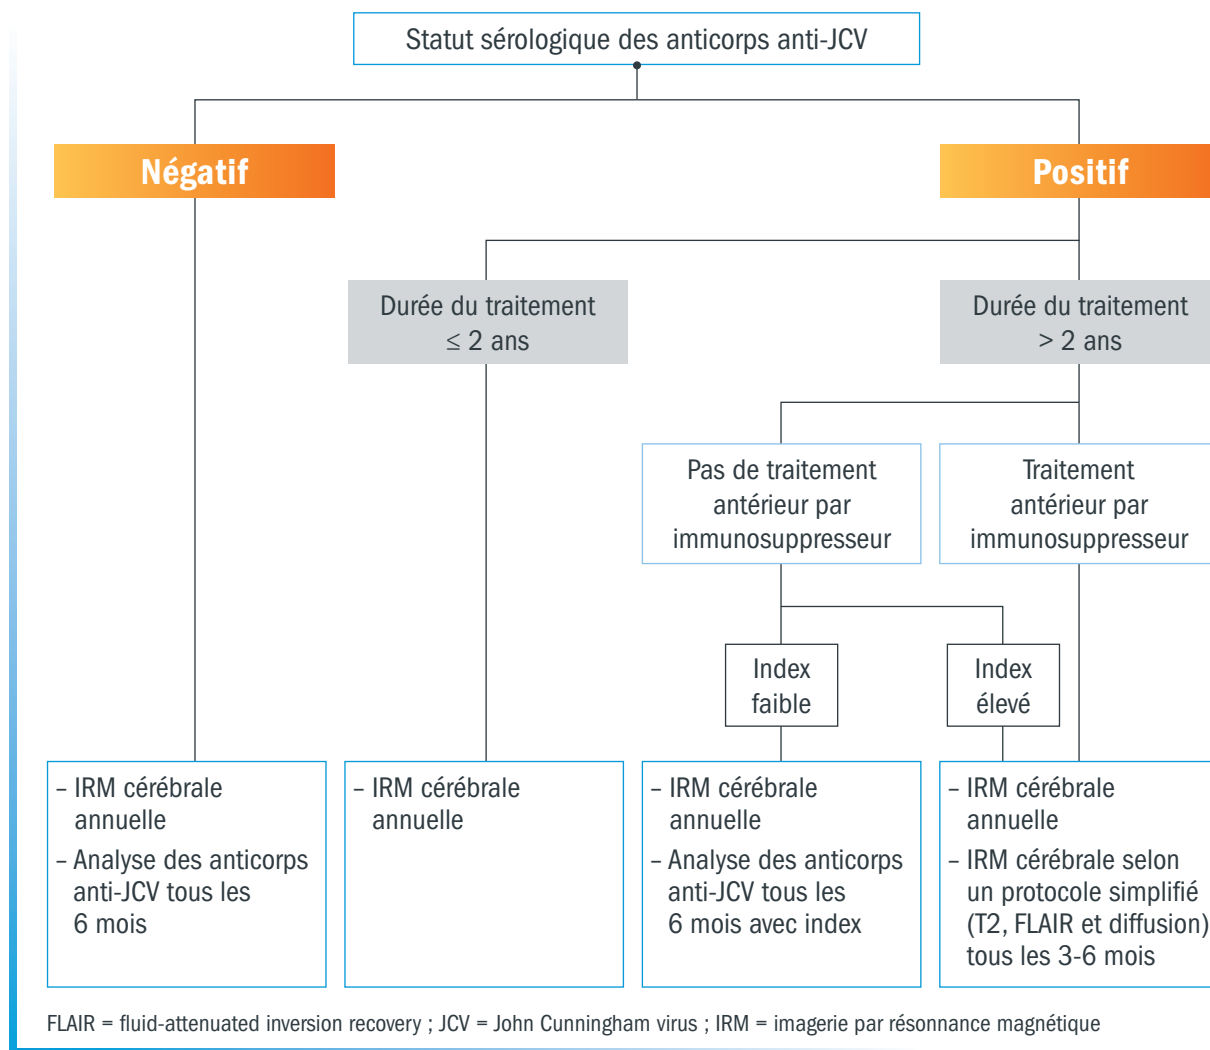 Statut sérologique des anticorps anti-JCV
Négatif
Positif
Durée du traitement
≤ 2 ans
Durée du traitement
> 2 ans
Pas de traitement
antérieur par
immunosuppresseur
Traitement
antérieur par
immunosuppresseur
Index
faible
Index
élevé
– IRM cérébrale
annuelle
– Analyse des anticorps
anti-JCV tous les
6 mois
– IRM cérébrale
annuelle
– IRM cérébrale
annuelle
– Analyse des anticorps
anti-JCV tous les
6 mois avec index
– IRM cérébrale
annuelle
– IRM cérébrale selon
un protocole simplifié
(T2, FLAIR et diffusion)
tous les 3-6 mois
FLAIR = fluid-attenuated inversion recovery ; JCV = John Cunningham virus ; IRM = imagerie par résonnance magnétique